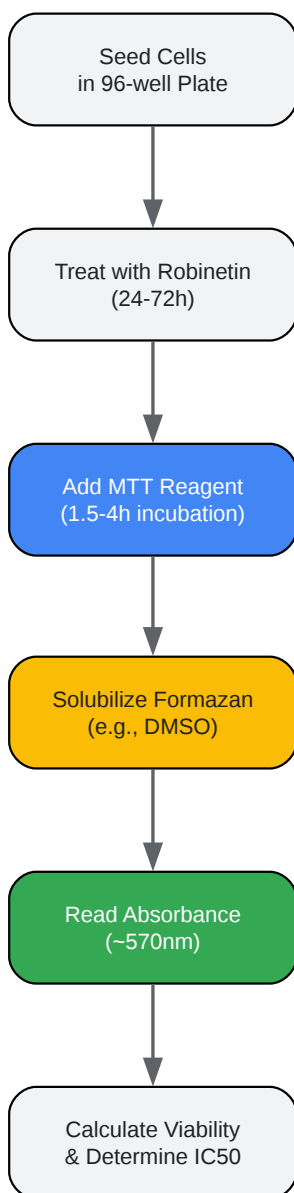 Seed Cells
in 96-well Plate
Treat with Robinetin
(24-72h)
Add MTT Reagent
(1.5-4h incubation)
Solubilize Formazan
(e.g., DMSO)
Read Absorbance
(~570nm)
Calculate Viability
& Determine IC50